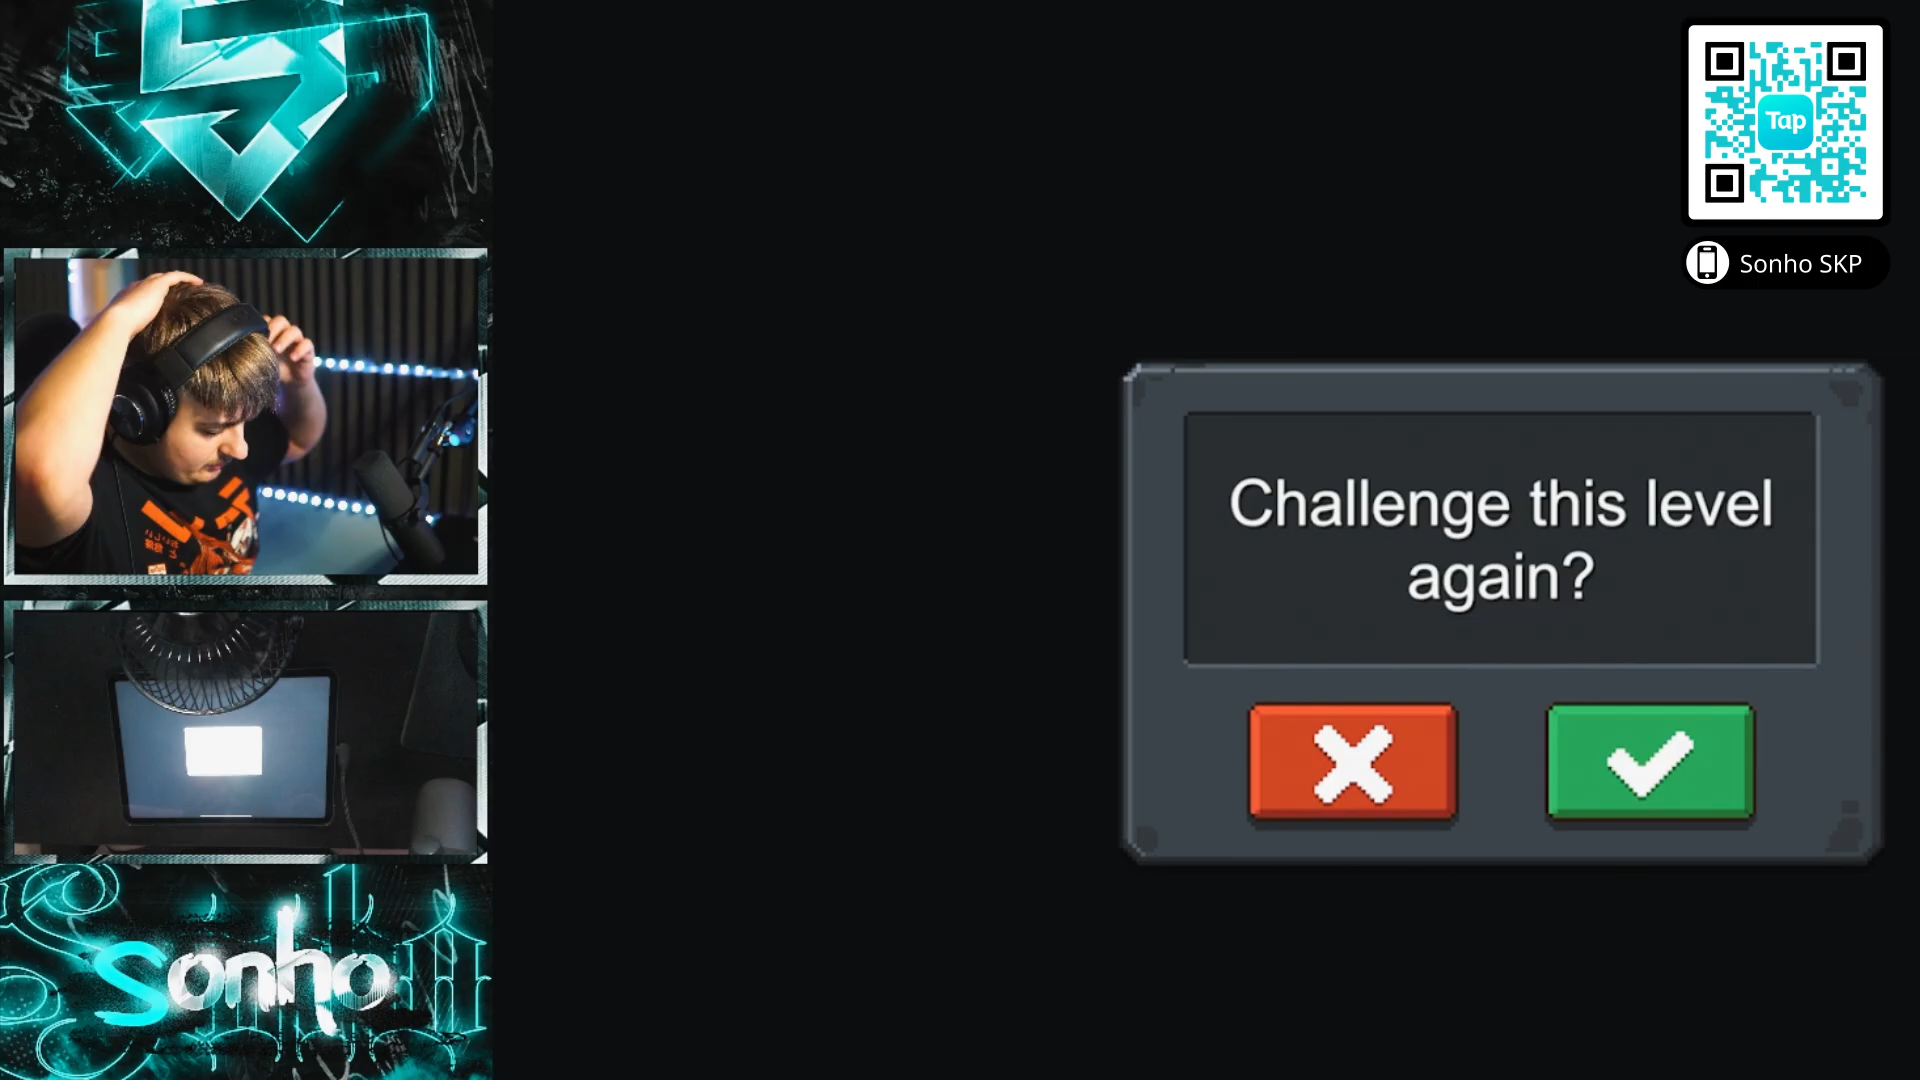 Tap
Sonho SKP
Challenge this level
again?
Sonho